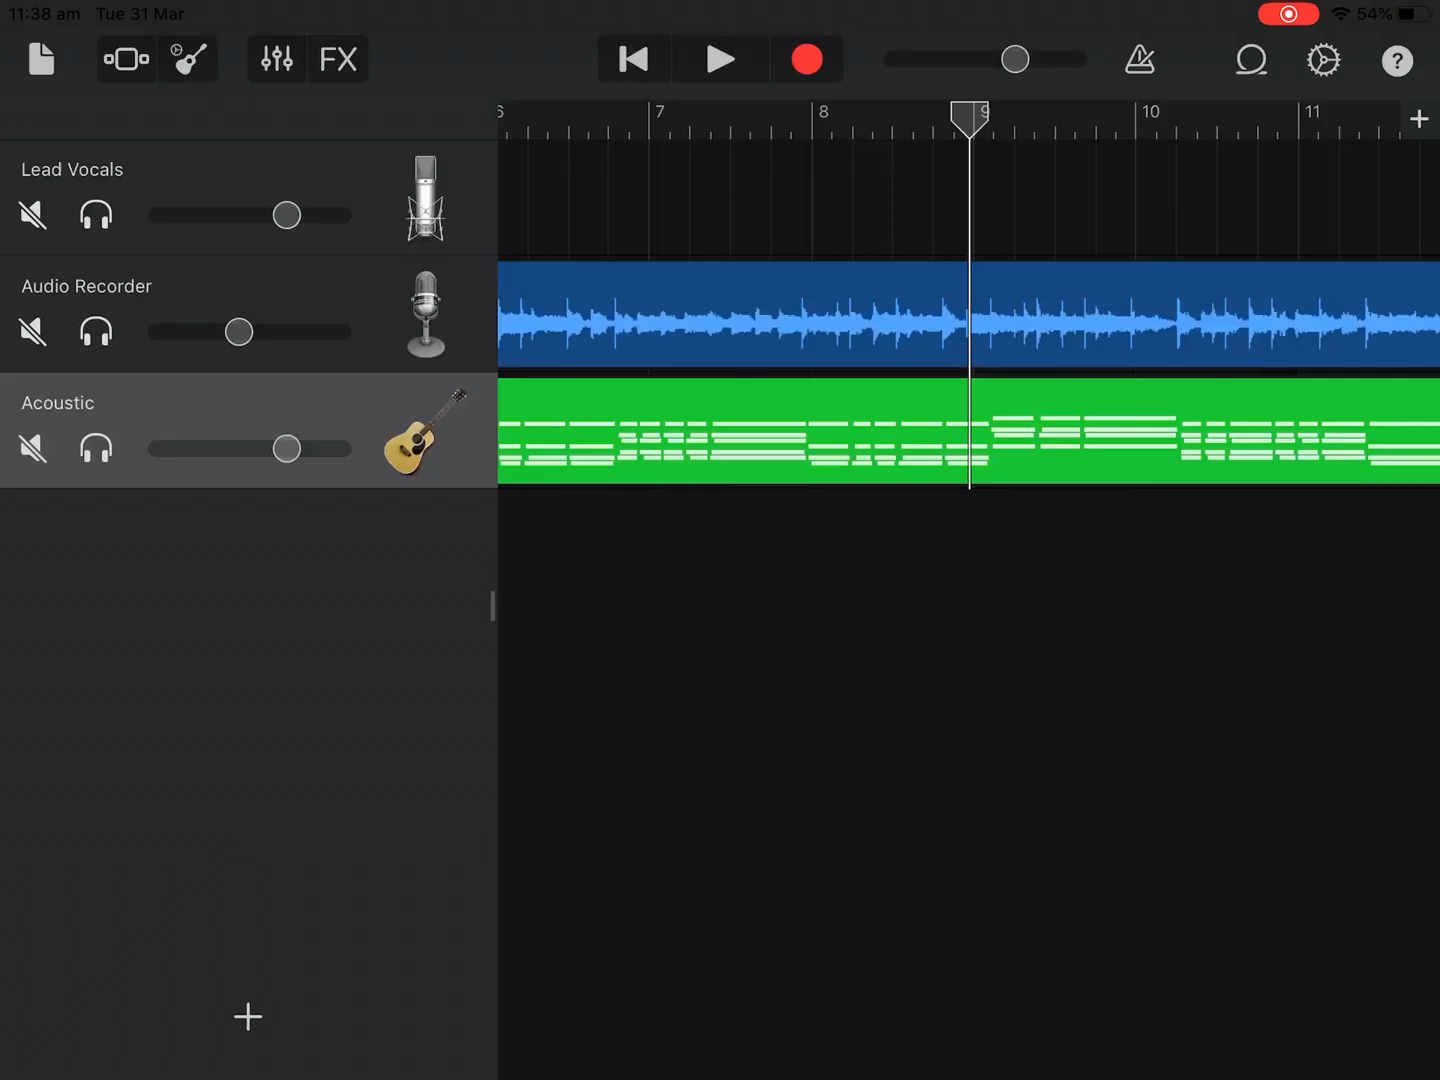 11:38 am Tue 31 Mar 54%
FX ?
6 7 8 9 10 11 +
Lead Vocals
Audio Recorder
Acoustic
+